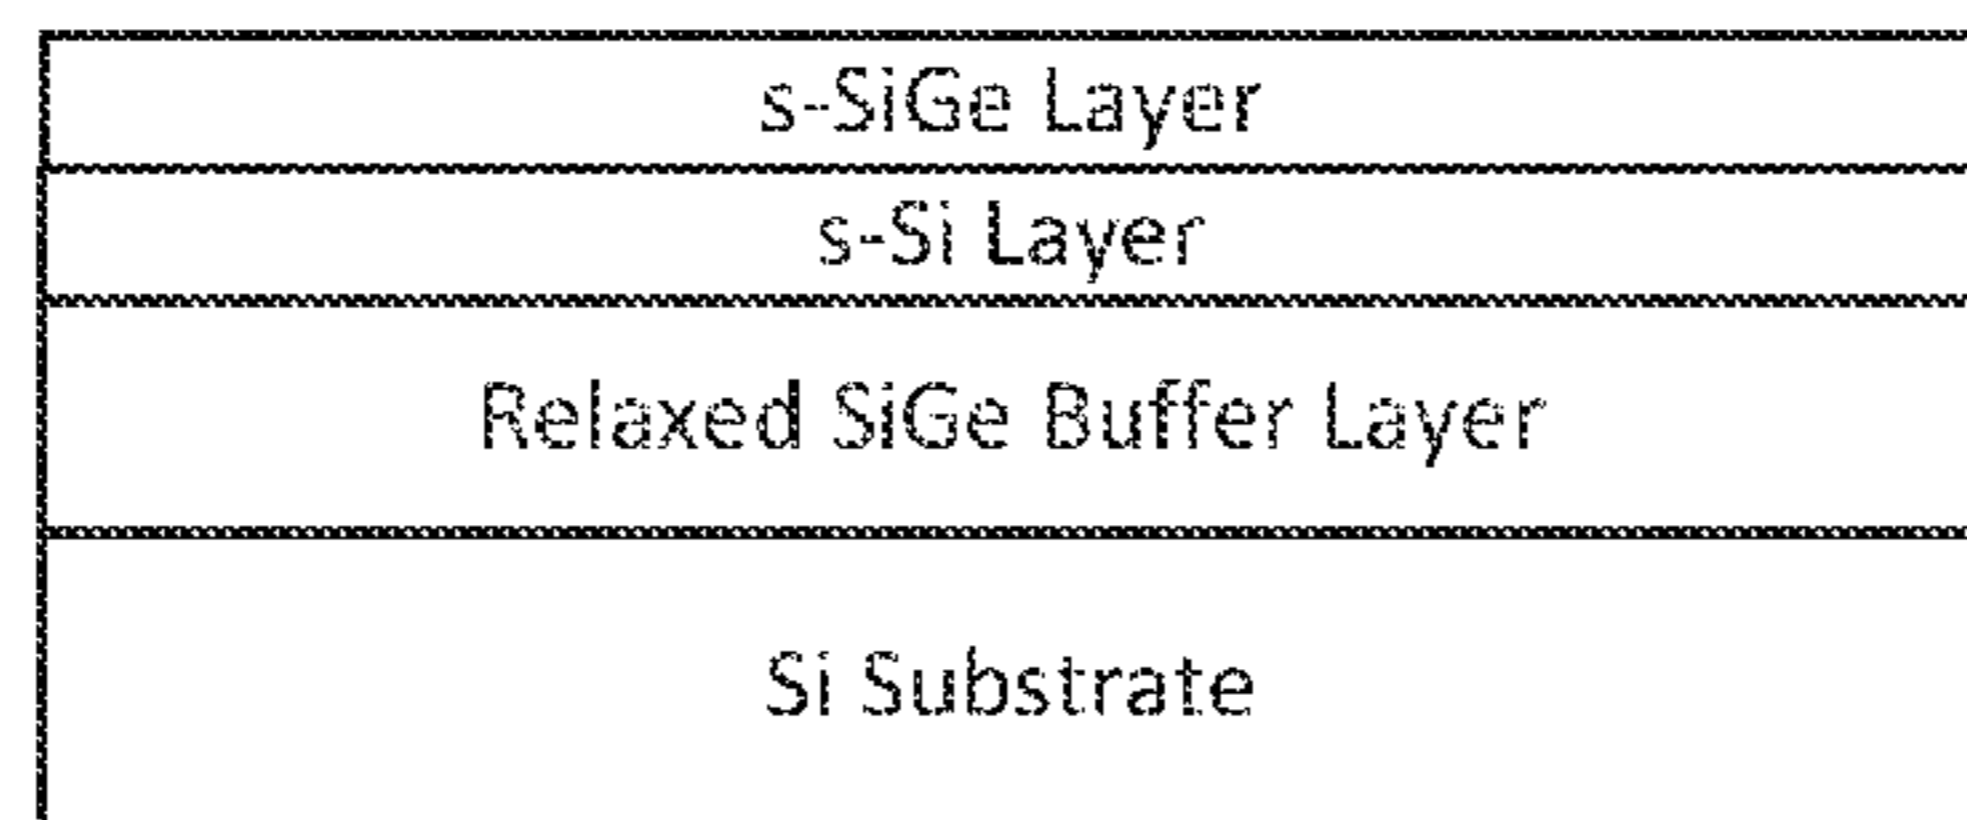 s-SiGe Layer
s-Si Layer
Relaxed SiGe Buffer Layer
Si Substrate